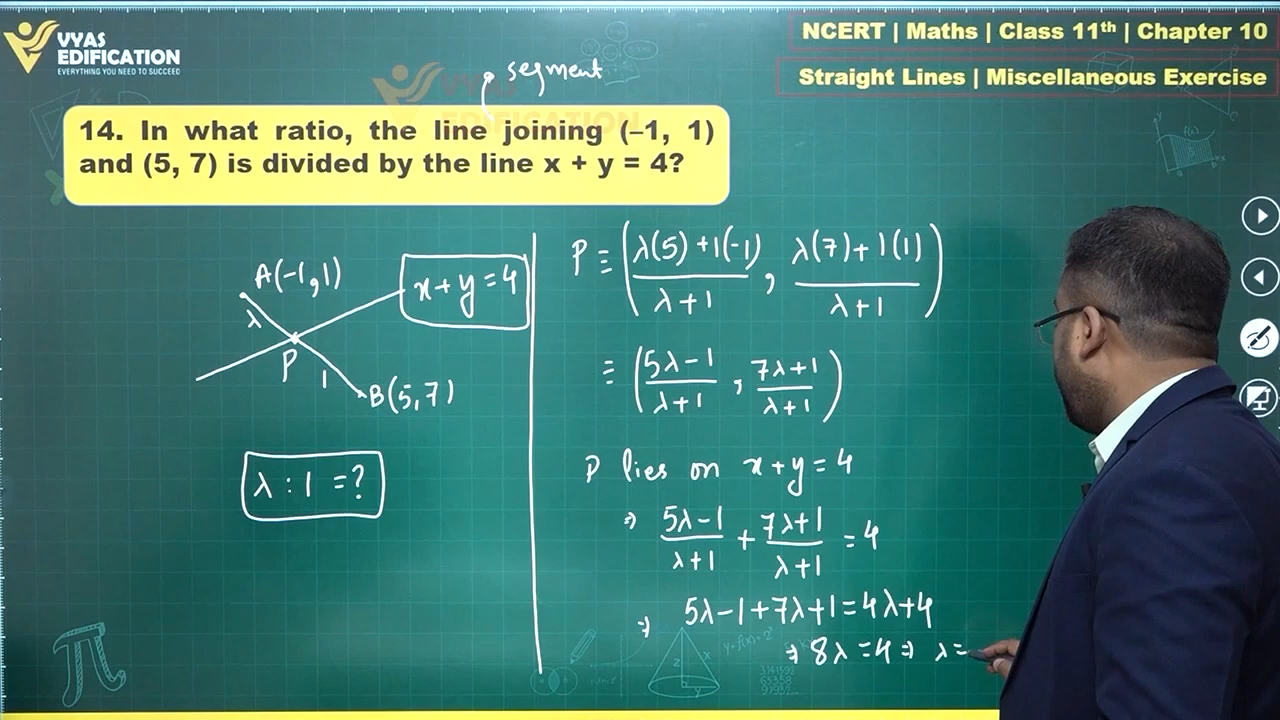 VYAS
EDIFICATION
EVERYTHING YOU NEED TO SUCCEED
NCERT | Maths | Class 11th | Chapter 10
Straight Lines | Miscellaneous Exercise
segment
14. In what ratio, the line joining (–1, 1)
and (5, 7) is divided by the line x + y = 4?
A(-1,1)
x+y=4
λ
P
1
B(5,7)
λ : 1 = ?
P ≡ (λ(5)+1(-1)/λ+1 , λ(7)+1(1)/λ+1)
≡ (5λ-1/λ+1 , 7λ+1/λ+1)
P lies on x+y=4
⇒ 5λ-1/λ+1 + 7λ+1/λ+1 = 4
⇒ 5λ-1+7λ+1=4λ+4
⇒ 8λ=4 ⇒ λ=